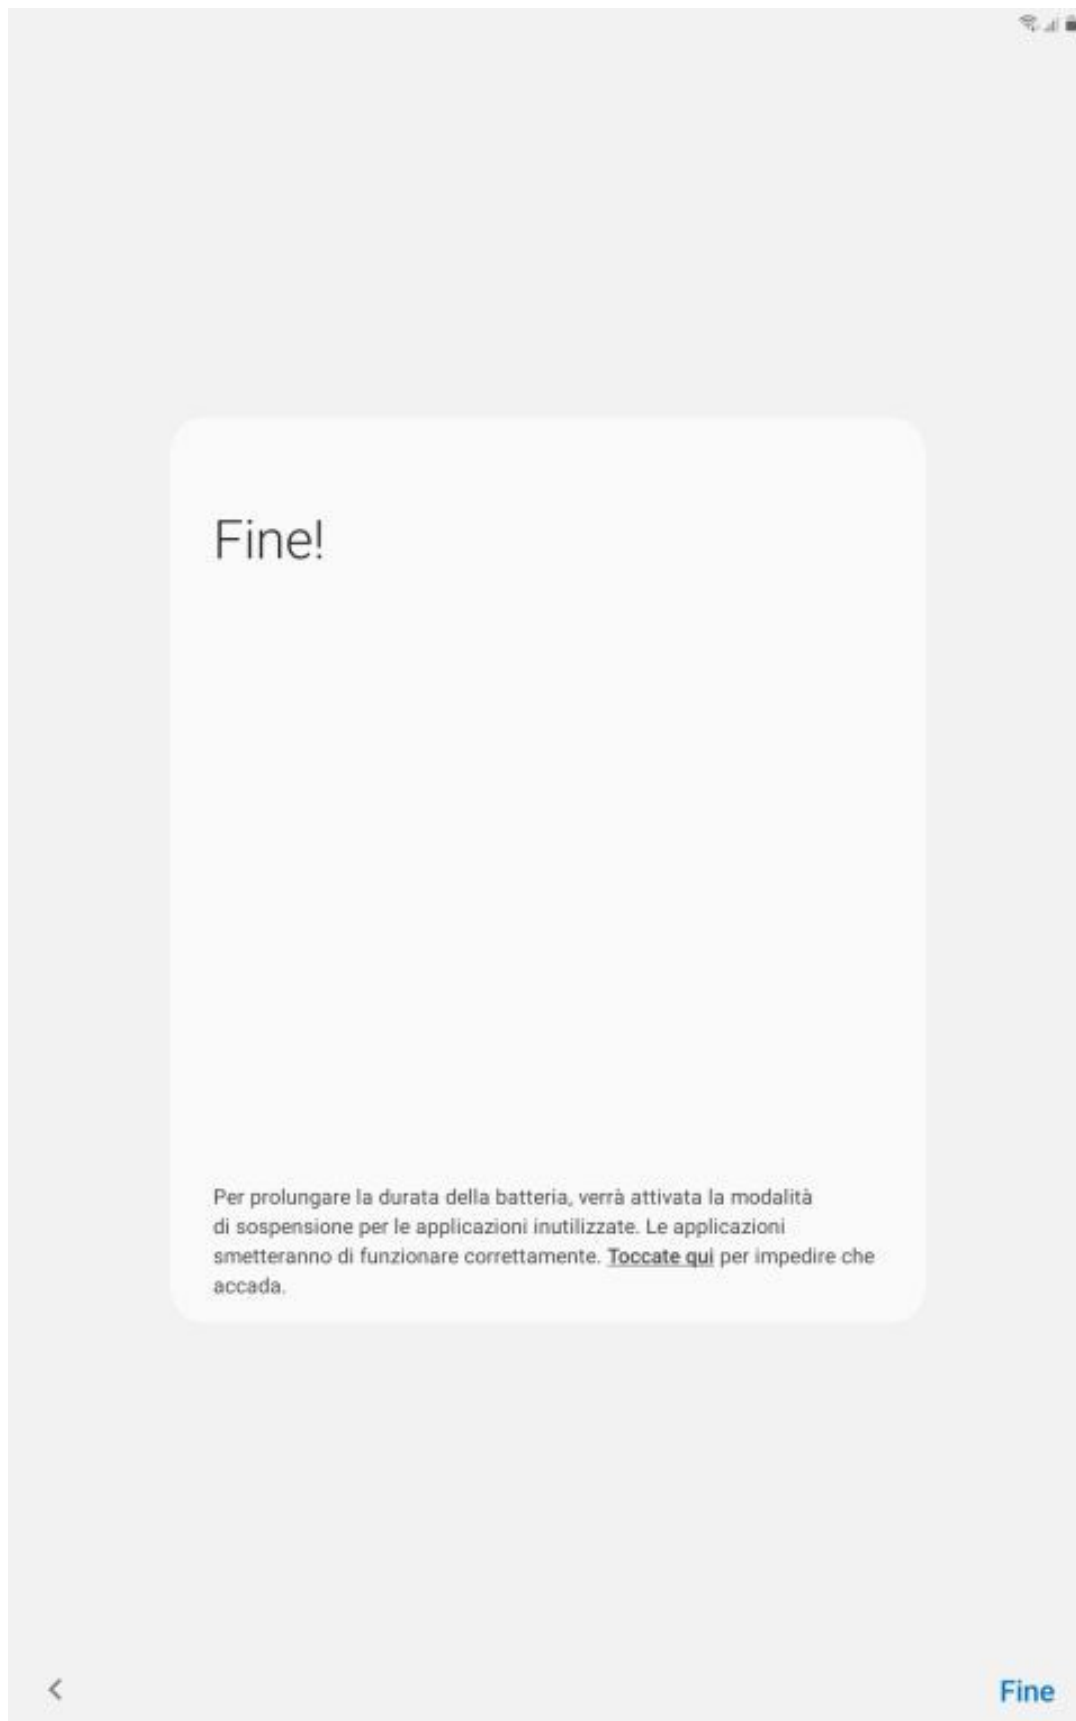 Fine!
Per prolungare la durata della batteria, verrà attivata la modalità
di sospensione per le applicazioni inutilizzate. Le applicazioni
smetteranno di funzionare correttamente. Toccate qui per impedire che
accada.
Fine